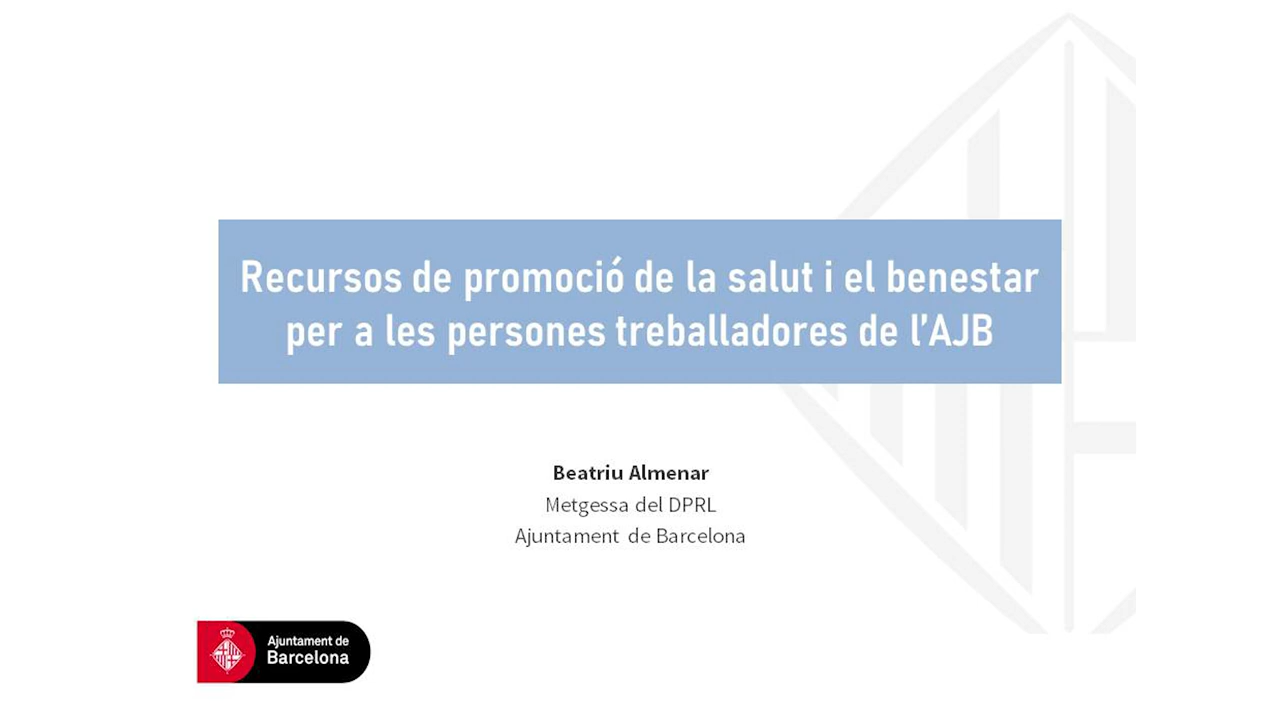 Recursos de promoció de la salut i el benestar
per a les persones treballadores de l'AJB
Beatriu Almenar
Metgessa del DPRL
Ajuntament de Barcelona
Ajuntament de
Barcelona